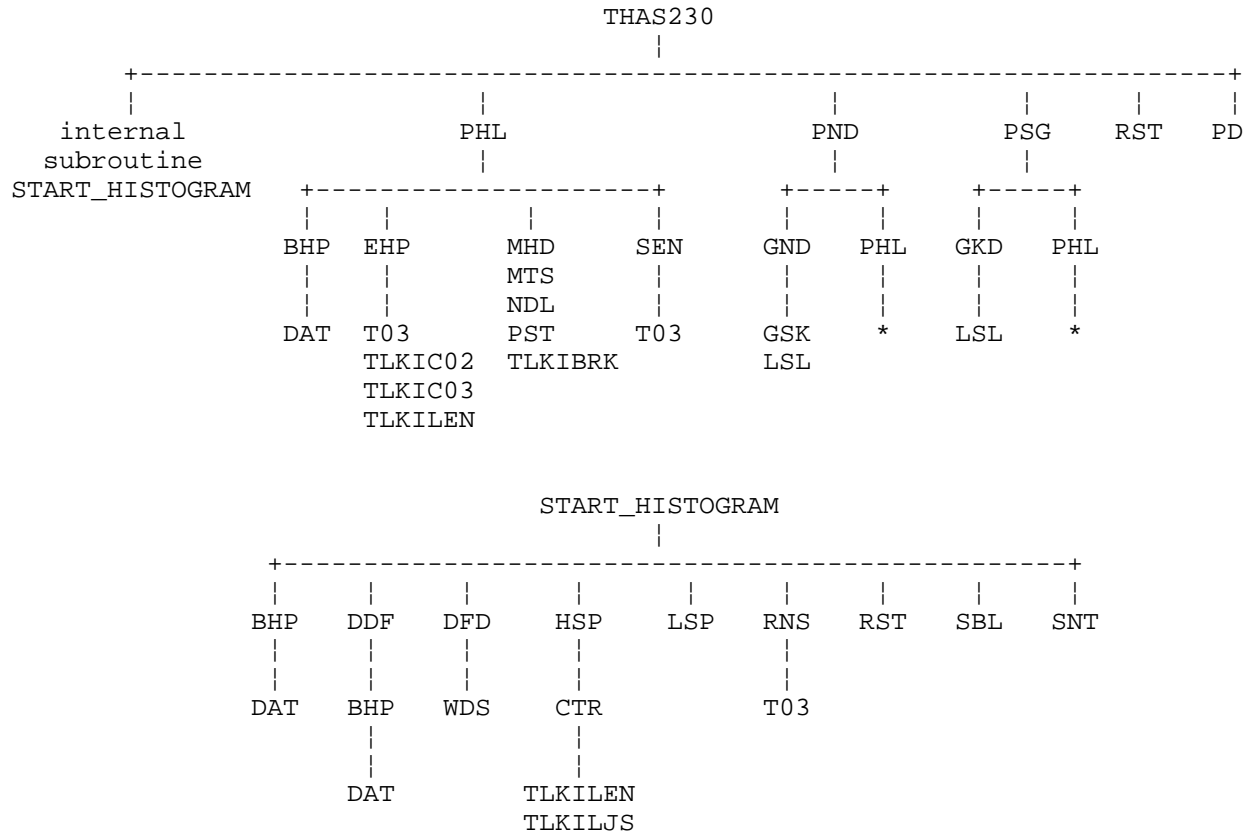 THAS230
internal PHL PND PSG RST PD
subroutine
START_HISTOGRAM
BHP EHP MHD SEN GND PHL GKD PHL
MTS
NDL
DAT T03 PST T03 GSK * LSL *
TLKIC02 TLKIBRK LSL
TLKIC03
TLKILEN
START_HISTOGRAM
BHP DDF DFD HSP LSP RNS RST SBL SNT
DAT BHP WDS CTR T03
DAT TLKILEN
TLKILJS